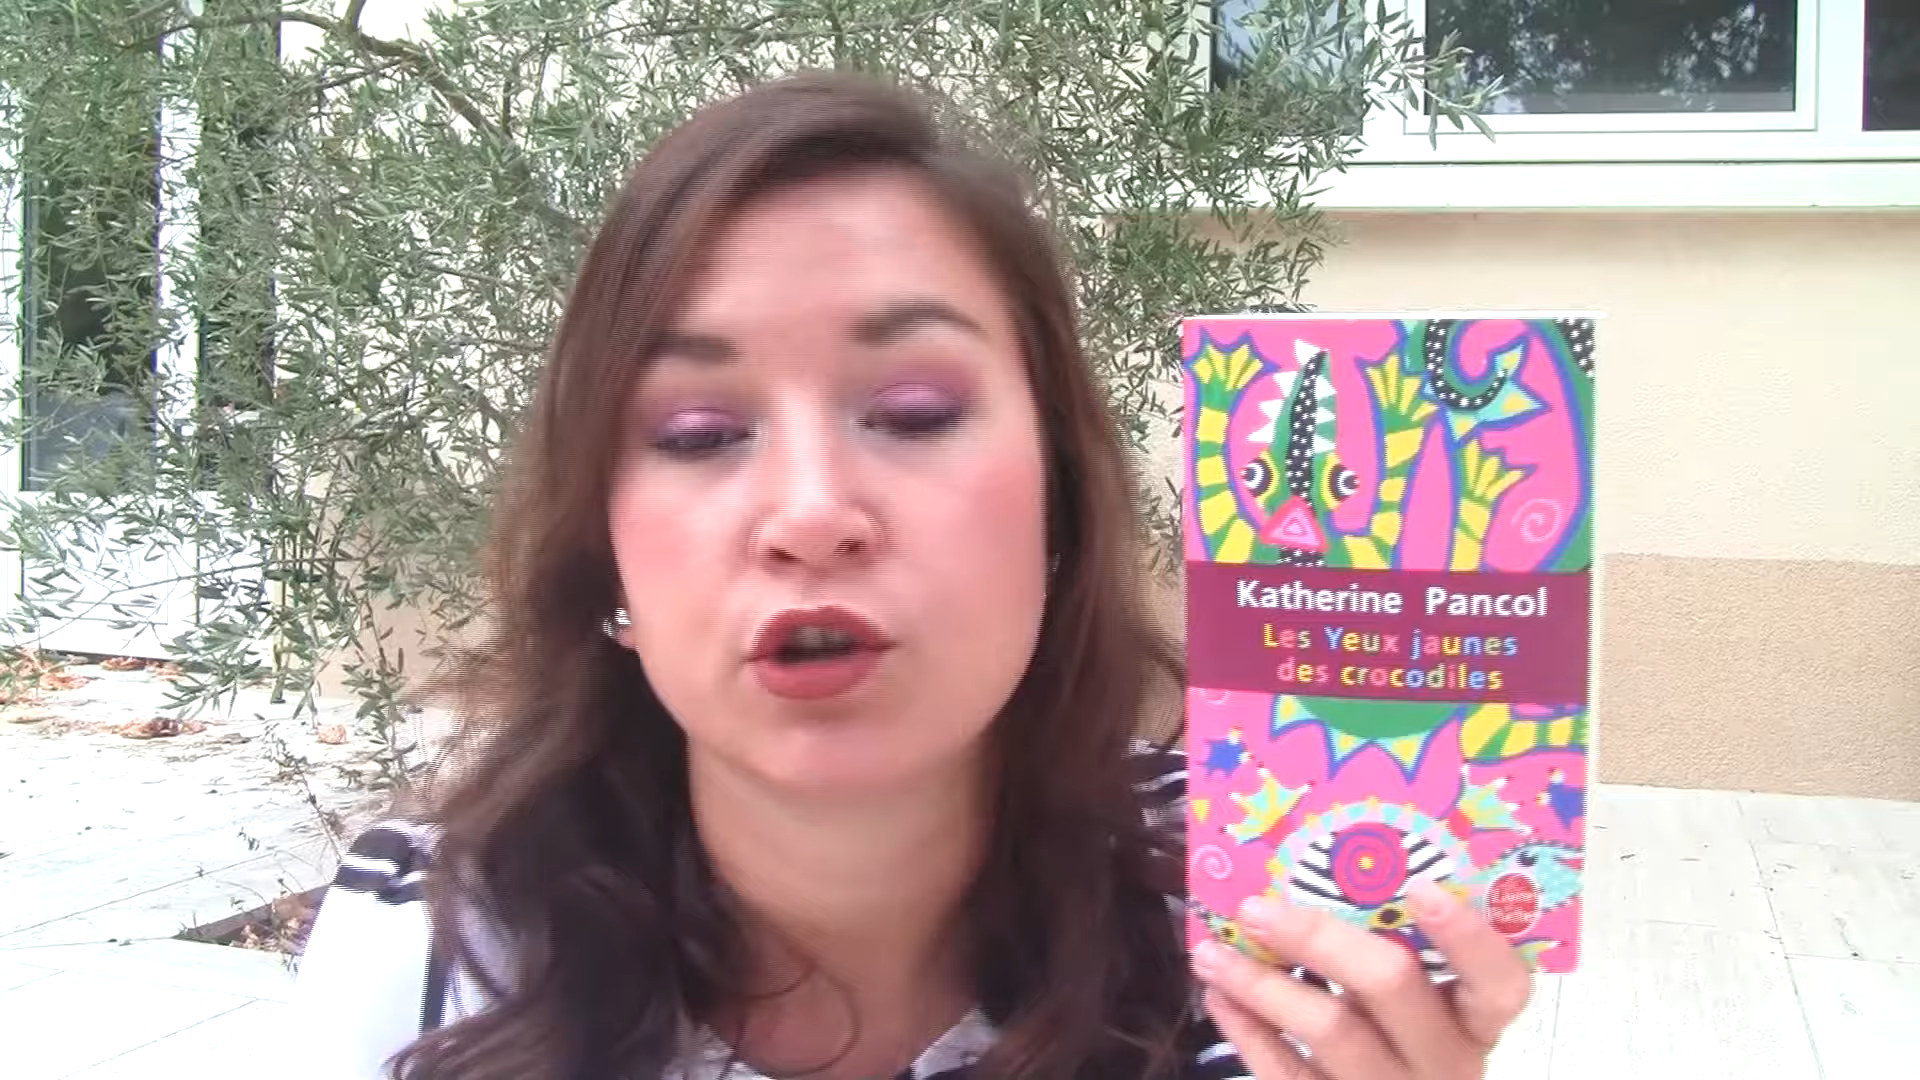 Katherine Pancol
Les Yeux jaunes
des crocodiles